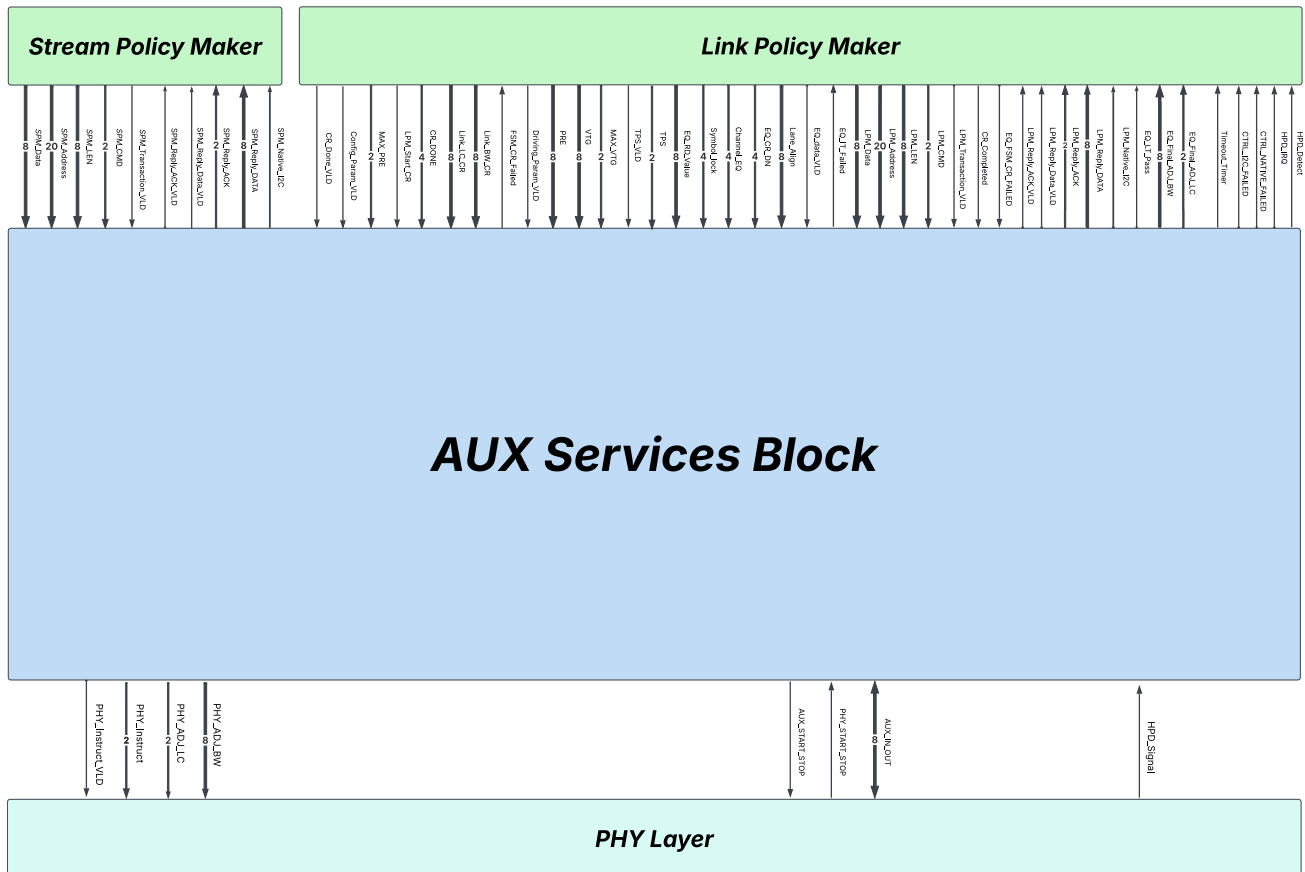 Stream Policy Maker
Link Policy Maker
8
SPM_Data
20
SPM_Address
8
SPM_LEN
2
SPM_CMD
SPM_Transaction_VLD
SPM_Reply_ACK_VLD
SPM_Reply_Data_VLD
2
SPM_Reply_ACK
8
SPM_Reply_DATA
SPM_Native_I2C
CR_Done_VLD
Config_Param_VLD
2
MAX_PRE
LPM_Start_CR
4
CR_DONE
8
Link_LC_CR
8
Link_BW_CR
FSM_CR_Failed
Driving_Param_VLD
8
PRE
8
VTG
2
MAX_VTG
TPS_VLD
2
TPS
8
EQ_RD_Value
4
Symbol_lock
4
Channel_EQ
4
EQ_CR_DN
8
Lane_Align
EQ_data_VLD
EQ_LT_Failed
8
LPM_Data
20
LPM_Address
8
LPM_LEN
2
LPM_CMD
LPM_Transaction_VLD
CR_Completed
EQ_FSM_CR_FAILED
LPM_Reply_ACK_VLD
LPM_Reply_Data_VLD
2
LPM_Reply_ACK
8
LPM_Reply_DATA
LPM_Native_I2C
EQ_LT_Pass
8
EQ_Final_ADJ_BW
2
EQ_Final_ADJ_LC
Timeout_Timer
CTRL_I2C_FAILED
CTRL_NATIVE_FAILED
HPD_IRQ
HPD_Detect
AUX Services Block
PHY_Instruct_VLD
2
PHY_Instruct
2
PHY_ADJ_LC
8
PHY_ADJ_BW
AUX_START_STOP
PHY_START_STOP
8
AUX_IN_OUT
HPD_Signal
PHY Layer